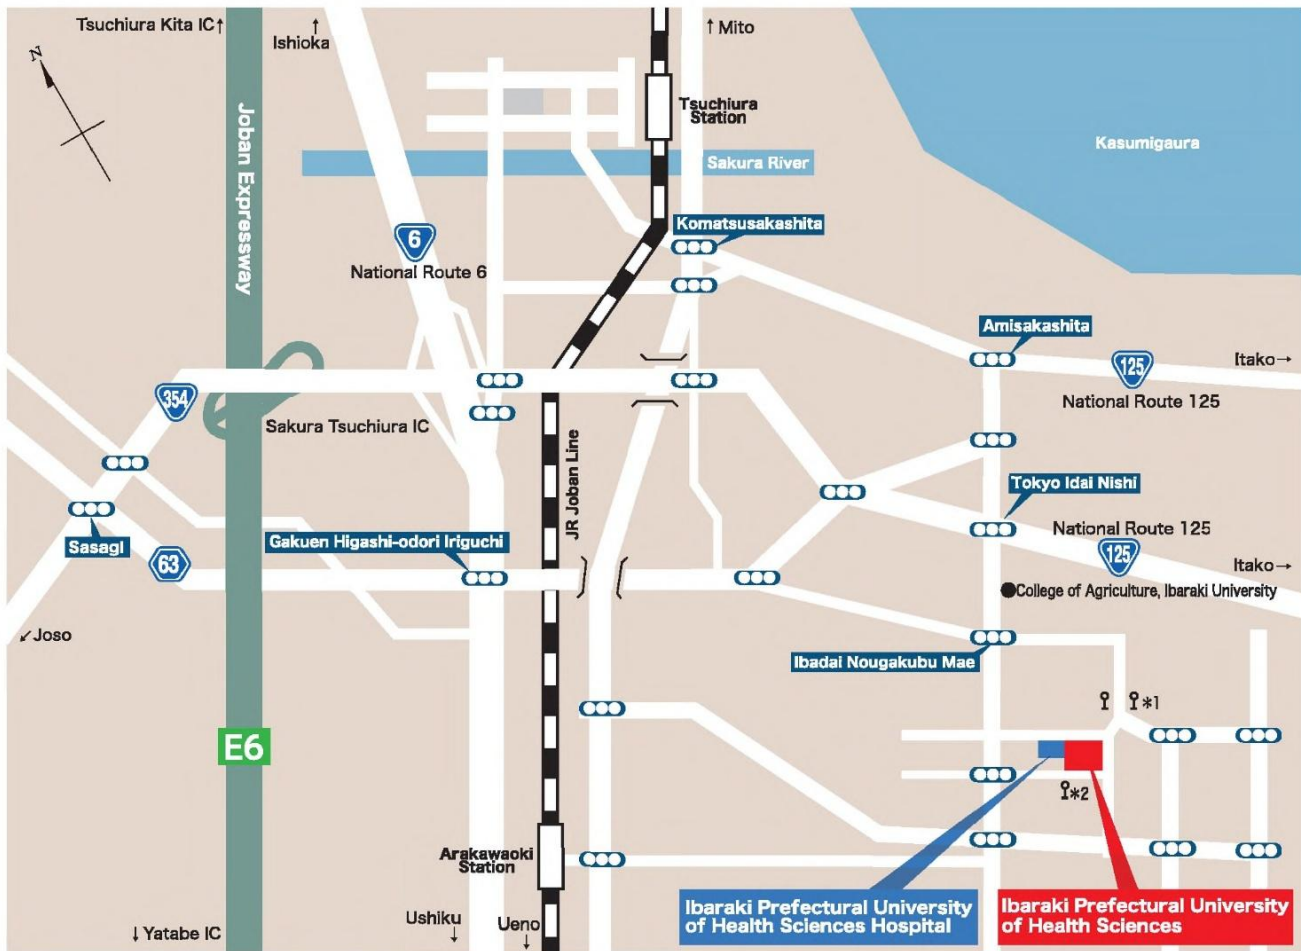 Tsuchiura Kita IC↑
↑
Ishioka
↑Mito
N
Tsuchiura
Station
Joban Expressway
Kasumigaura
Sakura River
Komatsusakashita
6
National Route 6
Amisakashita
Itako→
125
National Route 125
354
Sakura Tsuchiura IC
JR Joban Line
Tokyo Idai Nishi
National Route 125
125
Itako→
SasagI
Gakuen Higashi-odori Iriguchi
63
College of Agriculture, Ibaraki University
↙Joso
Ibadai Nougakubu Mae
*1
E6
*2
Arakawaoki
Station
Ibaraki Prefectural University
of Health Sciences Hospital
Ibaraki Prefectural University
of Health Sciences
Ushiku
↓
Ueno
↓
↓Yatabe IC